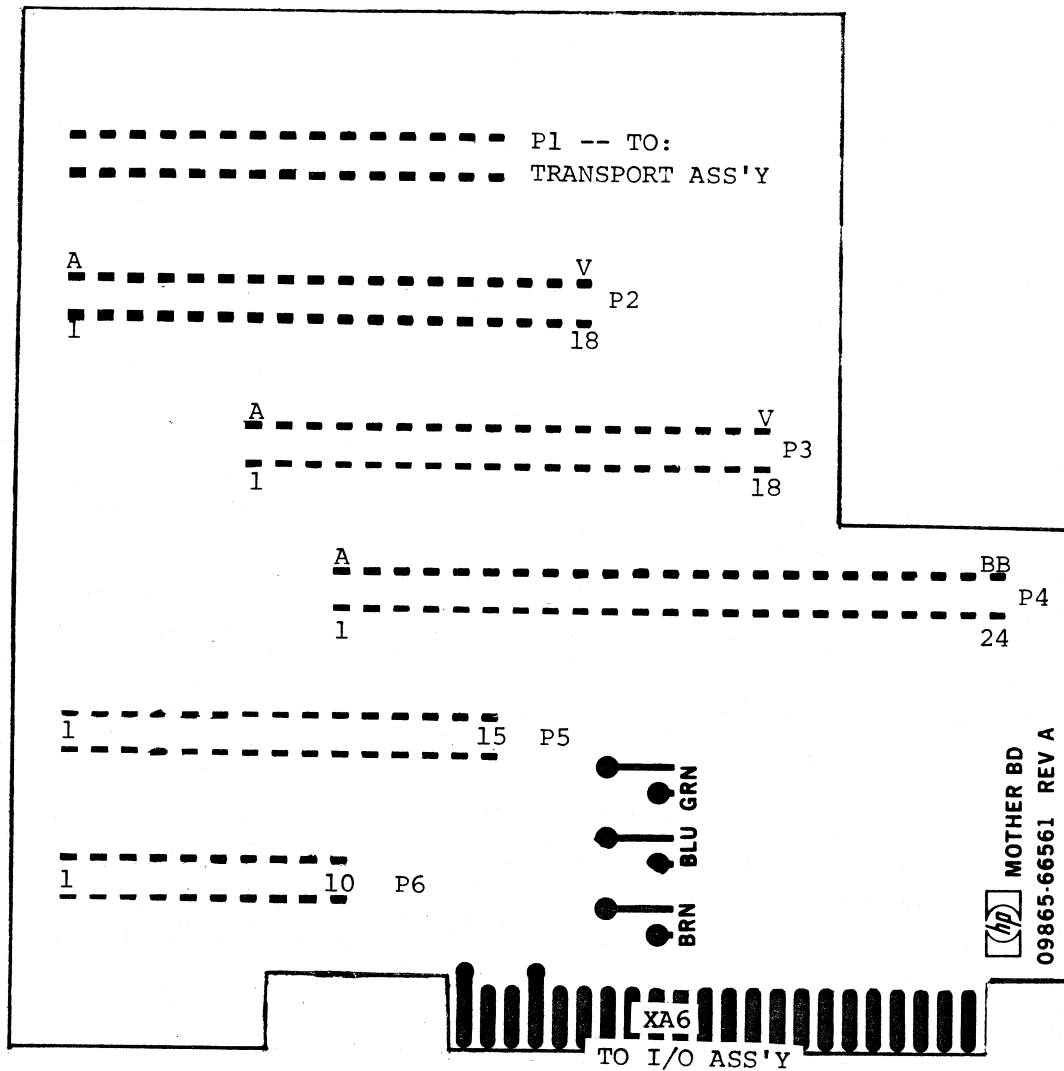 P1 -- TO:
TRANSPORT ASS'Y
A V
P2
1 18
A V
P3
1 18
A BB
P4
1 24
1 15 P5
GRN
BLU
1 10 P6
BRN
hp MOTHER BD
09865-66561 REV A
XA6
TO I/O ASS'Y